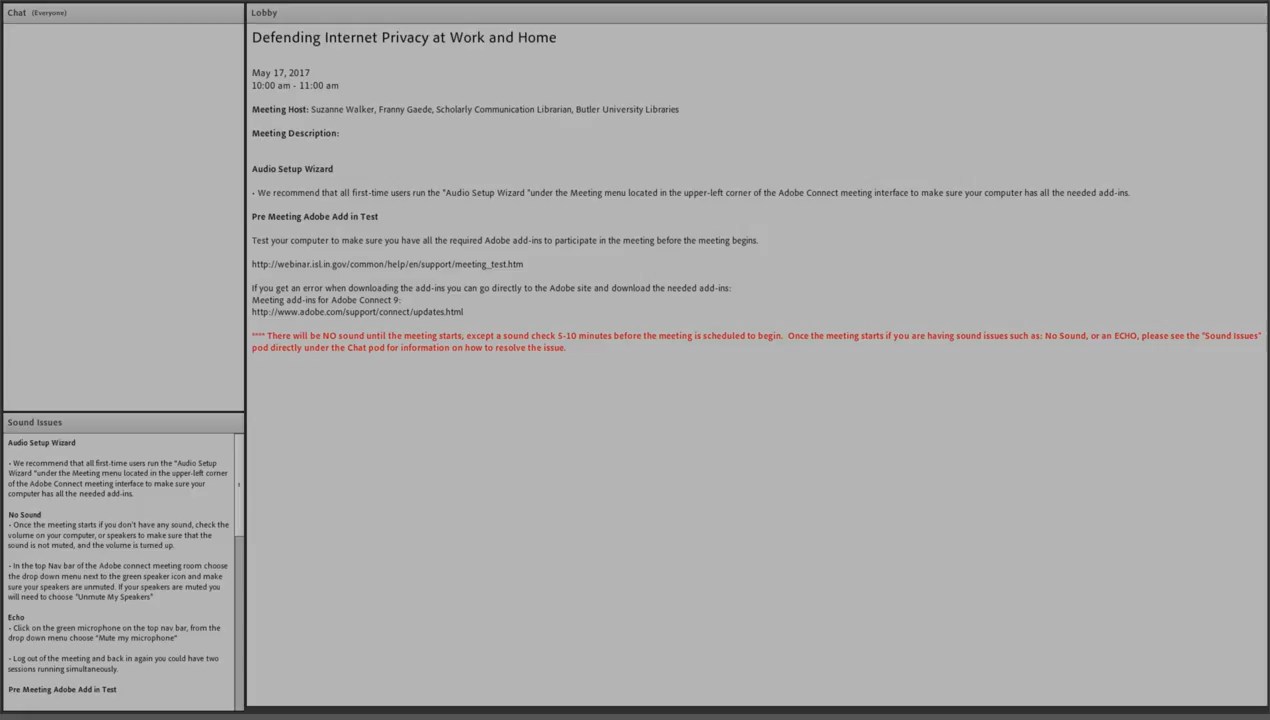 Chat (Everyone)
Lobby
Defending Internet Privacy at Work and Home
May 17, 2017
10:00 am - 11:00 am
Meeting Host: Suzanne Walker, Franny Gaede, Scholarly Communication Librarian, Butler University Libraries
Meeting Description:
Audio Setup Wizard
• We recommend that all first-time users run the "Audio Setup Wizard "under the Meeting menu located in the upper-left corner of the Adobe Connect meeting interface to make sure your computer has all the needed add-ins.
Pre Meeting Adobe Add in Test
Test your computer to make sure you have all the required Adobe add-ins to participate in the meeting before the meeting begins.
http://webinar.isl.in.gov/common/help/en/support/meeting_test.htm
If you get an error when downloading the add-ins you can go directly to the Adobe site and download the needed add-ins:
Meeting add-ins for Adobe Connect 9:
http://www.adobe.com/support/connect/updates.html
**** There will be NO sound until the meeting starts, except a sound check 5-10 minutes before the meeting is scheduled to begin. Once the meeting starts if you are having sound issues such as: No Sound, or an ECHO, please see the "Sound Issues"
pod directly under the Chat pod for information on how to resolve the issue.
Sound Issues
Audio Setup Wizard
• We recommend that all first-time users run the "Audio Setup
Wizard "under the Meeting menu located in the upper-left corner
of the Adobe Connect meeting interface to make sure your
computer has all the needed add-ins.
No Sound
• Once the meeting starts if you don't have any sound, check the
volume on your computer, or speakers to make sure that the
sound is not muted, and the volume is turned up.
• In the top Nav bar of the Adobe connect meeting room choose
the drop down menu next to the green speaker icon and make
sure your speakers are unmuted. If your speakers are muted you
will need to choose "Unmute My Speakers"
Echo
• Click on the green microphone on the top nav bar, from the
drop down menu choose "Mute my microphone"
• Log out of the meeting and back in again you could have two
sessions running simultaneously.
Pre Meeting Adobe Add in Test